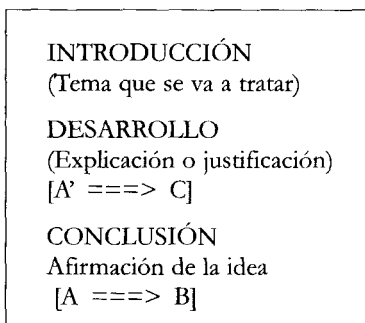 INTRODUCCIÓN
(Tema que se va a tratar)
DESARROLLO
(Explicación o justificación)
[A' ===> C]
CONCLUSIÓN
Afirmación de la idea
[A ===> B]